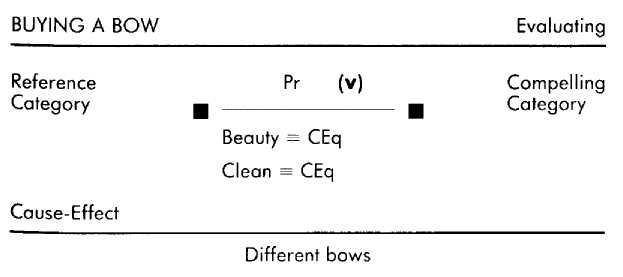 BUYING A BOW Evaluating
Reference Category
Pr (v)
Compelling Category
Beauty ≡ CEq
Clean ≡ CEq
Cause-Effect
Different bows